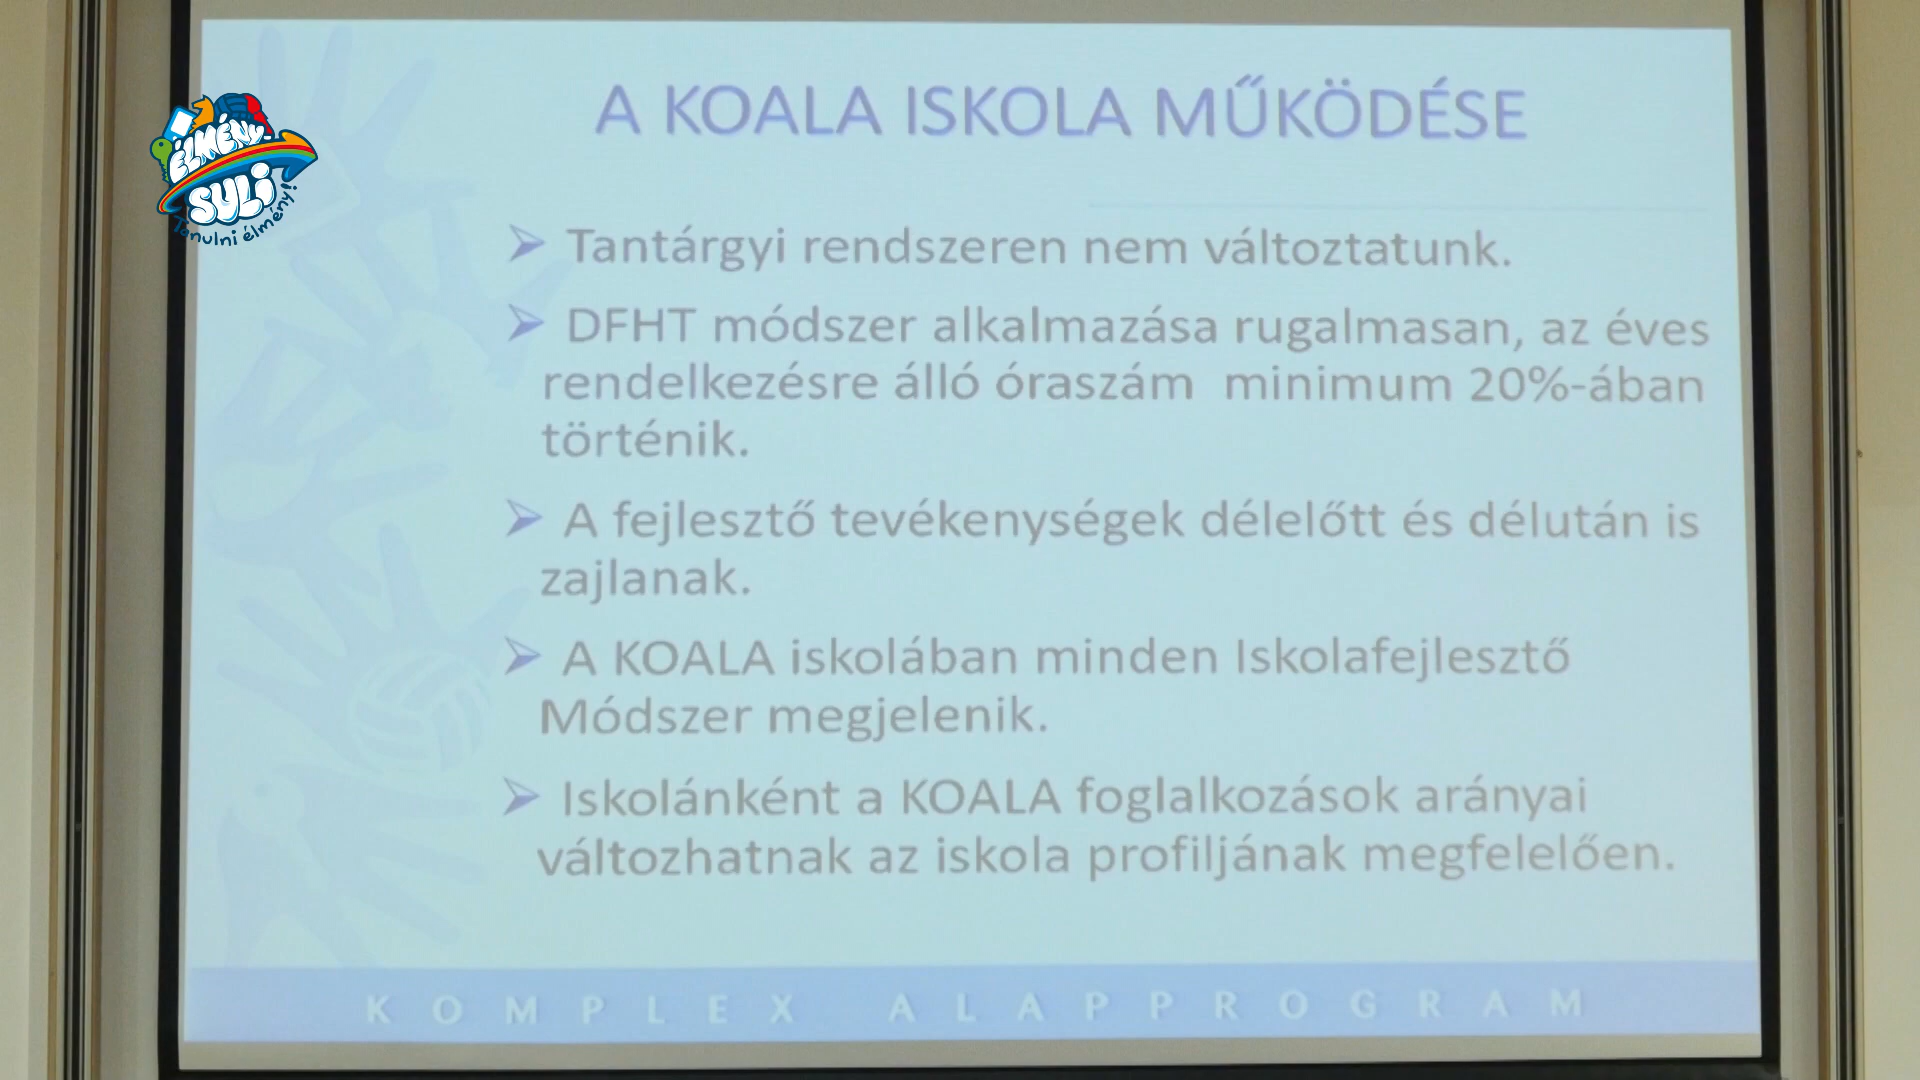 A KOALA ISKOLA MŰKÖDÉSE
ÉLMÉNY-
SULI
Tanulni élmény!
➢ Tantárgyi rendszeren nem változtatunk.
➢ DFHT módszer alkalmazása rugalmasan, az éves
rendelkezésre álló óraszám minimum 20%-ában
történik.
➢ A fejlesztő tevékenységek délelőtt és délután is
zajlanak.
➢ A KOALA iskolában minden Iskolafejlesztő
Módszer megjelenik.
➢ Iskolánként a KOALA foglalkozások arányai
változhatnak az iskola profiljának megfelelően.
KOMPLEX ALAPPROGRAM